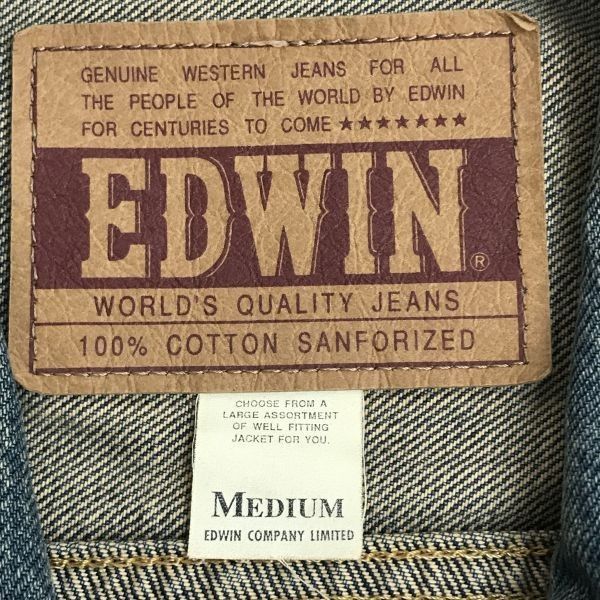 GENUINE WESTERN JEANS FOR ALL
THE PEOPLE OF THE WORLD BY EDWIN
FOR CENTURIES TO COME ★★★★★★★
EDWIN®
WORLD'S QUALITY JEANS
100% COTTON SANFORIZED
CHOOSE FROM A
LARGE ASSORTMENT
OF WELL FITTING
JACKET FOR YOU.
MEDIUM
EDWIN COMPANY LIMITED